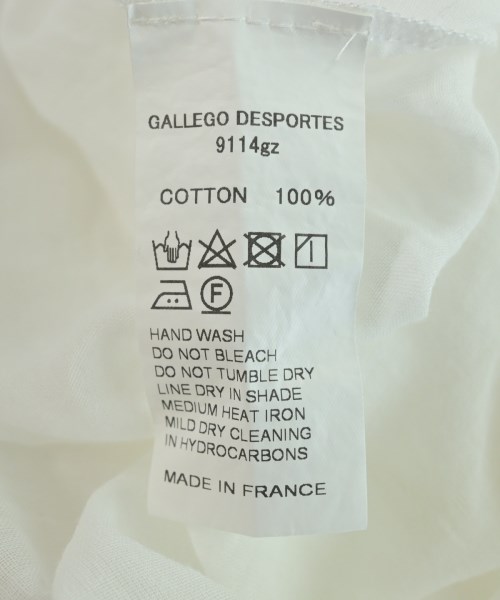 GALLEGO DESPORTES
9114gz
COTTON 100%
F
HAND WASH
DO NOT BLEACH
DO NOT TUMBLE DRY
LINE DRY IN SHADE
MEDIUM HEAT IRON
MILD DRY CLEANING
IN HYDROCARBONS
MADE IN FRANCE